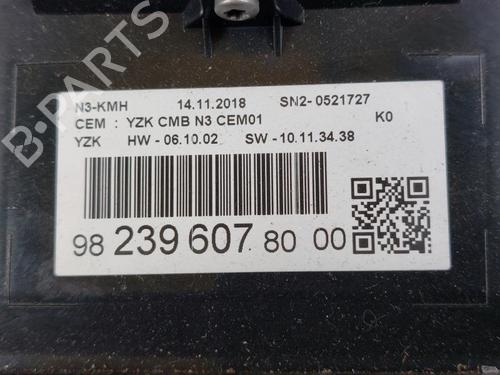 N3-KMH 14.11.2018 SN2- 0521727
CEM : YZK CMB N3 CEM01 K0
YZK HW - 06.10.02 SW -10.11.34.38
98 239 607 80 00
B-PARTS